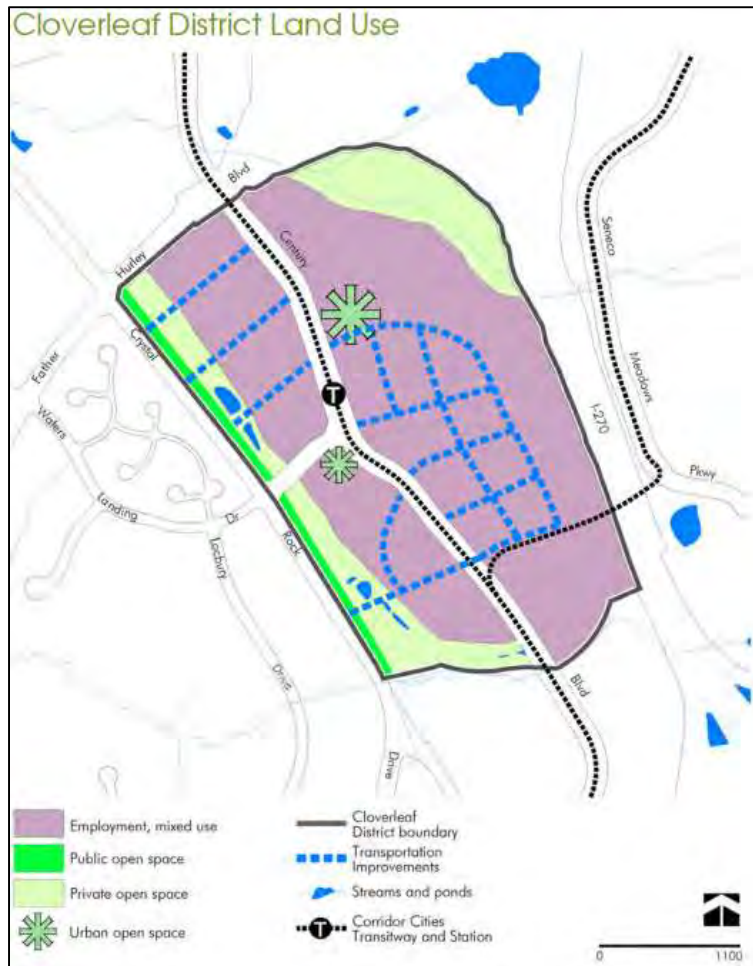 Cloverleaf District Land Use
Blvd
Hurley
Century
Seneca
Crystal
Father
Meadows
I-270
Waters
Pkwy
Landing
Dr
Rock
Locbury
Drive
Blvd
Drive
Employment, mixed use
Public open space
Private open space
Urban open space
Cloverleaf
District boundary
Transportation
Improvements
Streams and ponds
T
Corridor Cities
Transitway and Station
0 1100